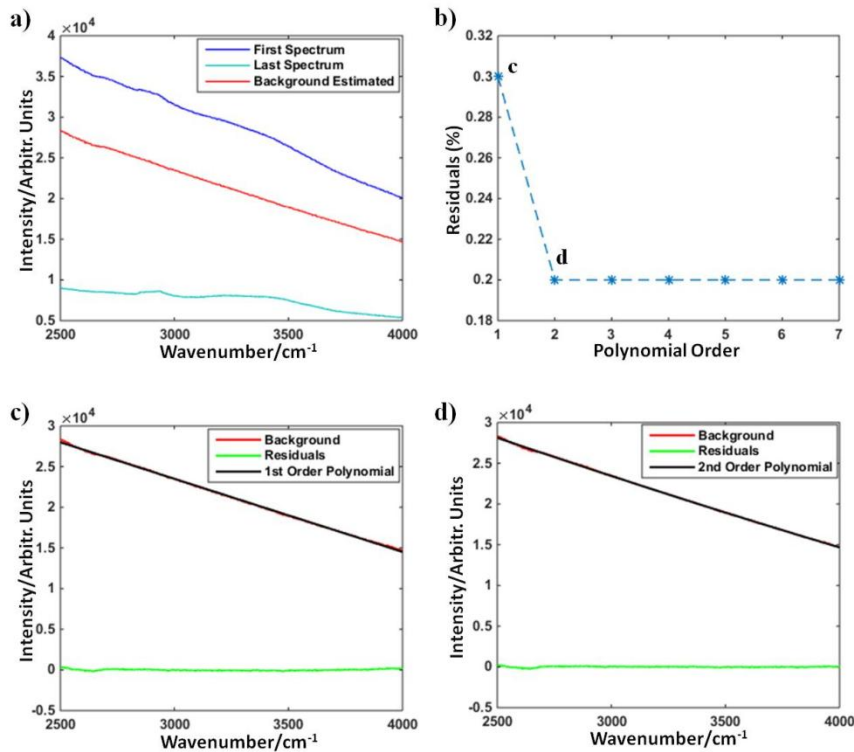 a)
×10⁴
First Spectrum
Last Spectrum
Background Estimated
4
3.5
3
2.5
2
1.5
1
0.5
2500 3000 3500 4000
Intensity/Arbitr. Units
Wavenumber/cm⁻¹
b)
0.32
0.3
0.28
0.26
0.24
0.22
0.2
0.18
c
d
1 2 3 4 5 6 7
Residuals (%)
Polynomial Order
c)
×10⁴
Background
Residuals
1st Order Polynomial
3
2.5
2
1.5
1
0.5
0
-0.5
2500 3000 3500 4000
Intensity/Arbitr. Units
Wavenumber/cm⁻¹
d)
×10⁴
Background
Residuals
2nd Order Polynomial
3
2.5
2
1.5
1
0.5
0
-0.5
2500 3000 3500 4000
Intensity/Arbitr. Units
Wavenumber/cm⁻¹